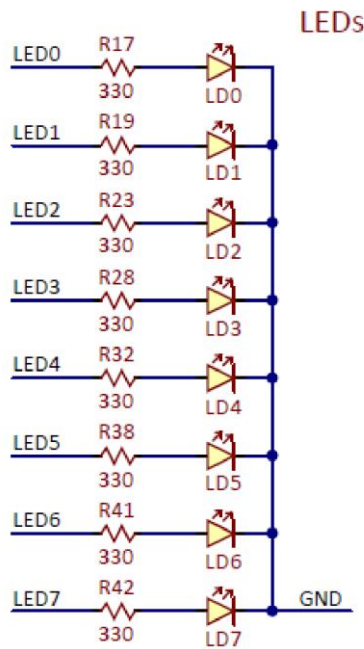 LEDs
LED0 R17 330 LD0
LED1 R19 330 LD1
LED2 R23 330 LD2
LED3 R28 330 LD3
LED4 R32 330 LD4
LED5 R38 330 LD5
LED6 R41 330 LD6
LED7 R42 330 LD7 GND